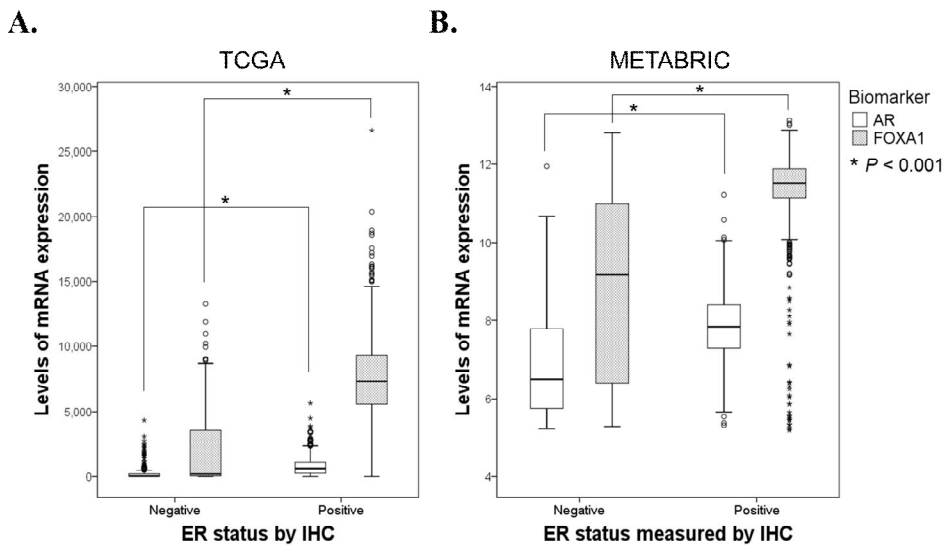 A.
TCGA
Levels of mRNA expression
30,000
25,000
20,000
15,000
10,000
5,000
0
*
*
Negative
Positive
ER status by IHC
B.
METABRIC
Levels of mRNA expression
14
12
10
8
6
4
*
*
Negative
Positive
ER status measured by IHC
Biomarker
AR
FOXA1
* P < 0.001